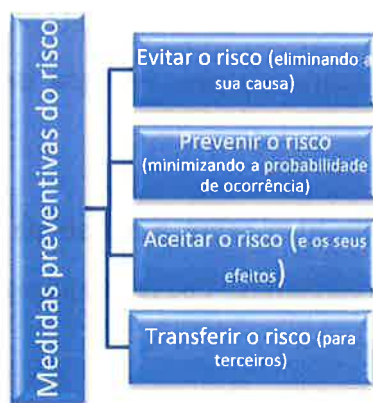 Medidas preventivas do risco
Evitar o risco (eliminando a
sua causa)
Prevenir o risco
(minimizando a probabilidade
de ocorrência)
Aceitar o risco (e os seus
efeitos)
Transferir o risco (para
terceiros)